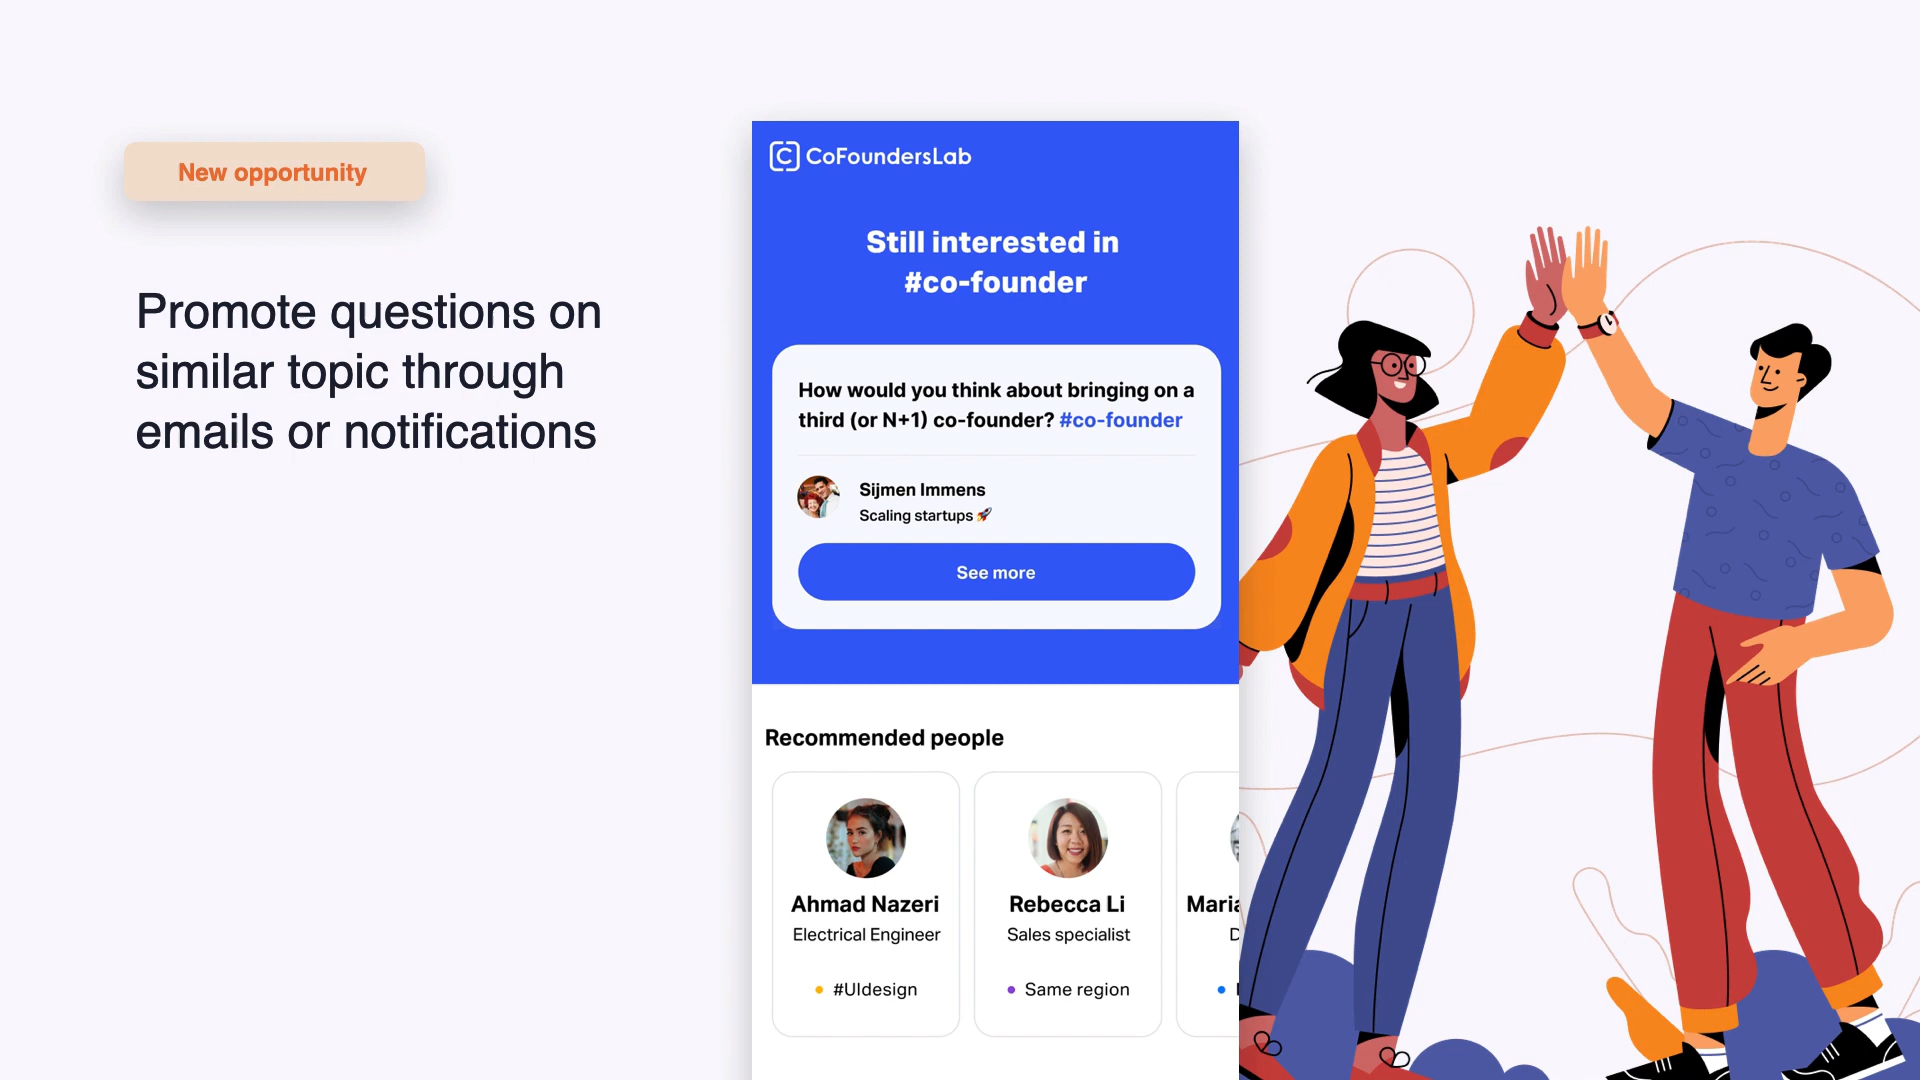 New opportunity
Promote questions on
similar topic through
emails or notifications
CoFoundersLab
Still interested in
#co-founder
How would you think about bringing on a
third (or N+1) co-founder? #co-founder
Sijmen Immens
Scaling startups 🚀
See more
Recommended people
Ahmad Nazeri
Electrical Engineer
#UIdesign
Rebecca Li
Sales specialist
Same region
Maria